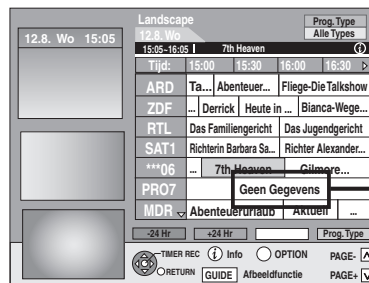 Landscape Prog.Type
12.8. Wo 15:05 12.8. Wo Alle Types
15:05~16:05 7th Heaven i
Tijd: 15:00 15:30 16:00 16:30
ARD Ta... Abenteuer... Fliege-Die Talkshow
ZDF ... Derrick Heute in ... Bianca-Wege...
RTL Das Familiengericht Das Jugendgericht
SAT1 Richterin Barbara Sa... Richter Alexander...
***06 ... 7th Heaven Gilmore...
PRO7 Geen Gegevens
MDR Abenteuerurlaub Aktuell ...
-24 Hr +24 Hr Prog.Type
TIMER REC i Info OPTION PAGE-
RETURN GUIDE Afbeeldfunctie PAGE+